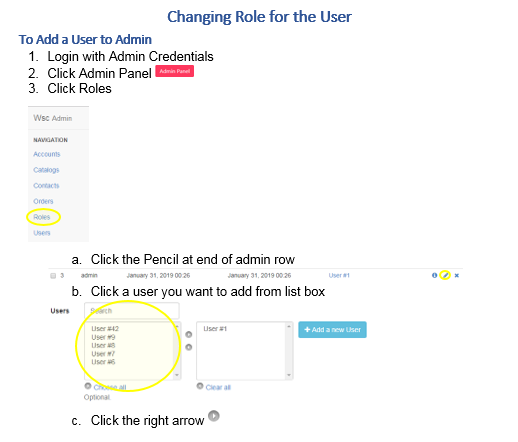 Changing Role for the User
To Add a User to Admin
1. Login with Admin Credentials
2. Click Admin Panel Admin Panel
3. Click Roles
Wsc Admin
NAVIGATION
Accounts
Catalogs
Contacts
Orders
Roles
Users
a. Click the Pencil at end of admin row
3 admin January 31, 2019 00:26 January 31, 2019 00:26 User #1
b. Click a user you want to add from list box
Users Search
User #42 User #1 + Add a new User
User #9
User #8
User #7
User #6
Choose all Clear all
Optional.
c. Click the right arrow